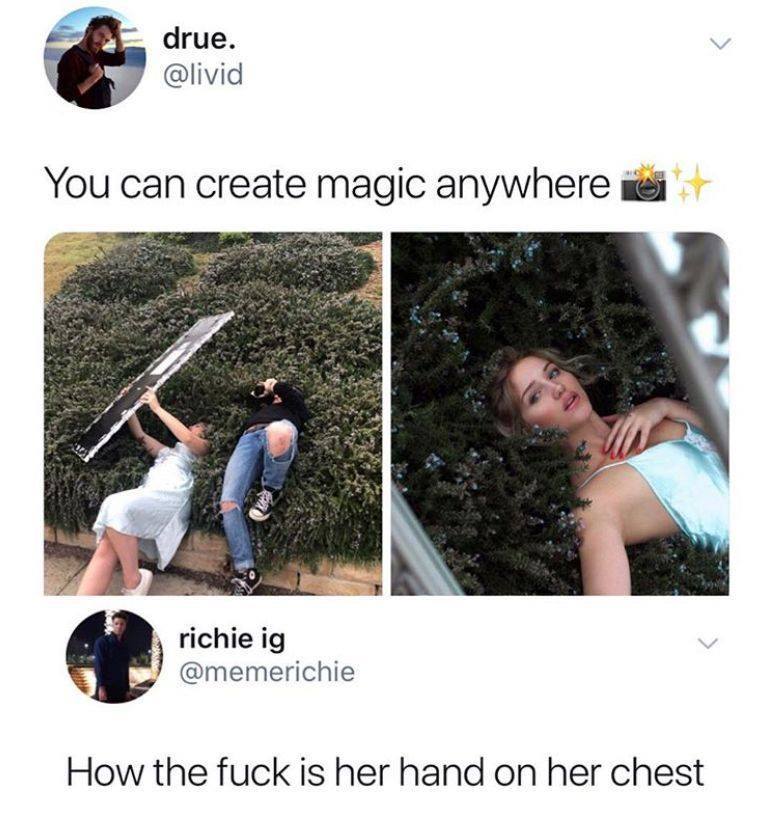 drue.
@livid
You can create magic anywhere 📸✨
richie ig
@memerichie
How the fuck is her hand on her chest